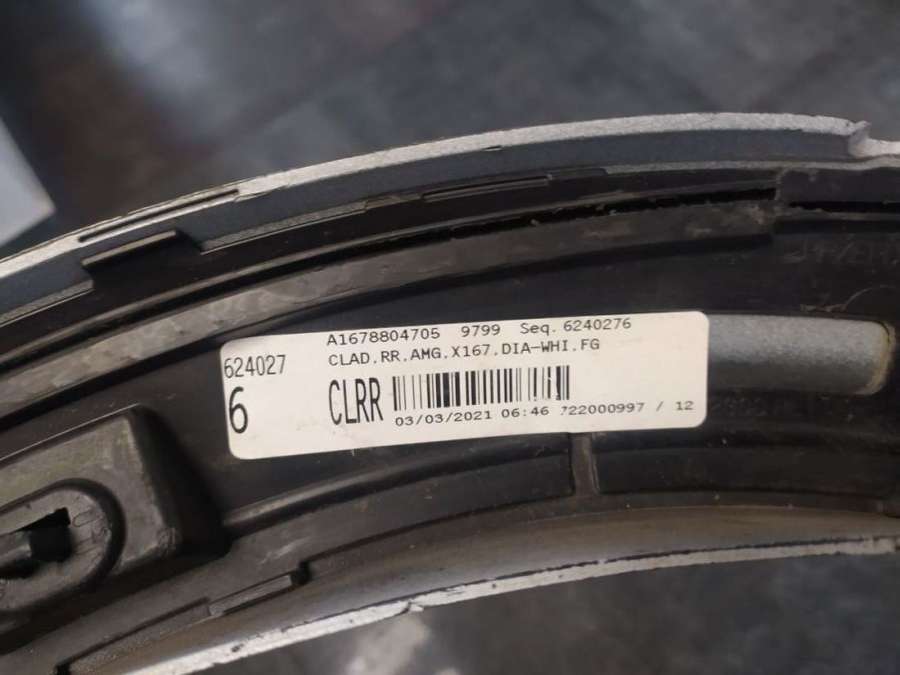 A1678804705 9799 Seq. 6240276
CLAD.RR.AMG.X167.DIA-WHI.FG
624027
6
CLRR
03/03/2021 06:46 722000997 / 12